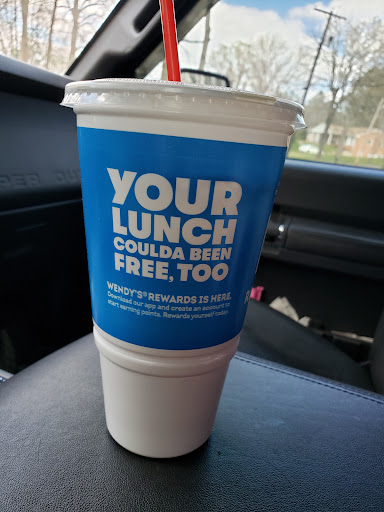 YOUR
LUNCH
COULDA BEEN
FREE, TOO
WENDY'S® REWARDS IS HERE.
Download our app and create an account to
start earning points. Rewards yourself today.